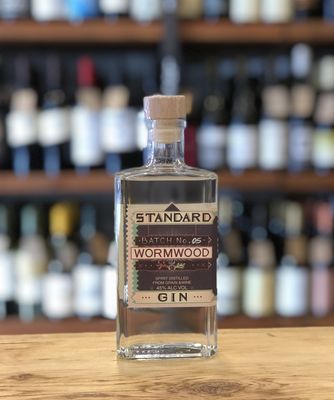 STANDARD
BATCH No. 05
WORMWOOD
SPIRIT DISTILLED
FROM GRAIN & WINE
45% ALC VOL
GIN